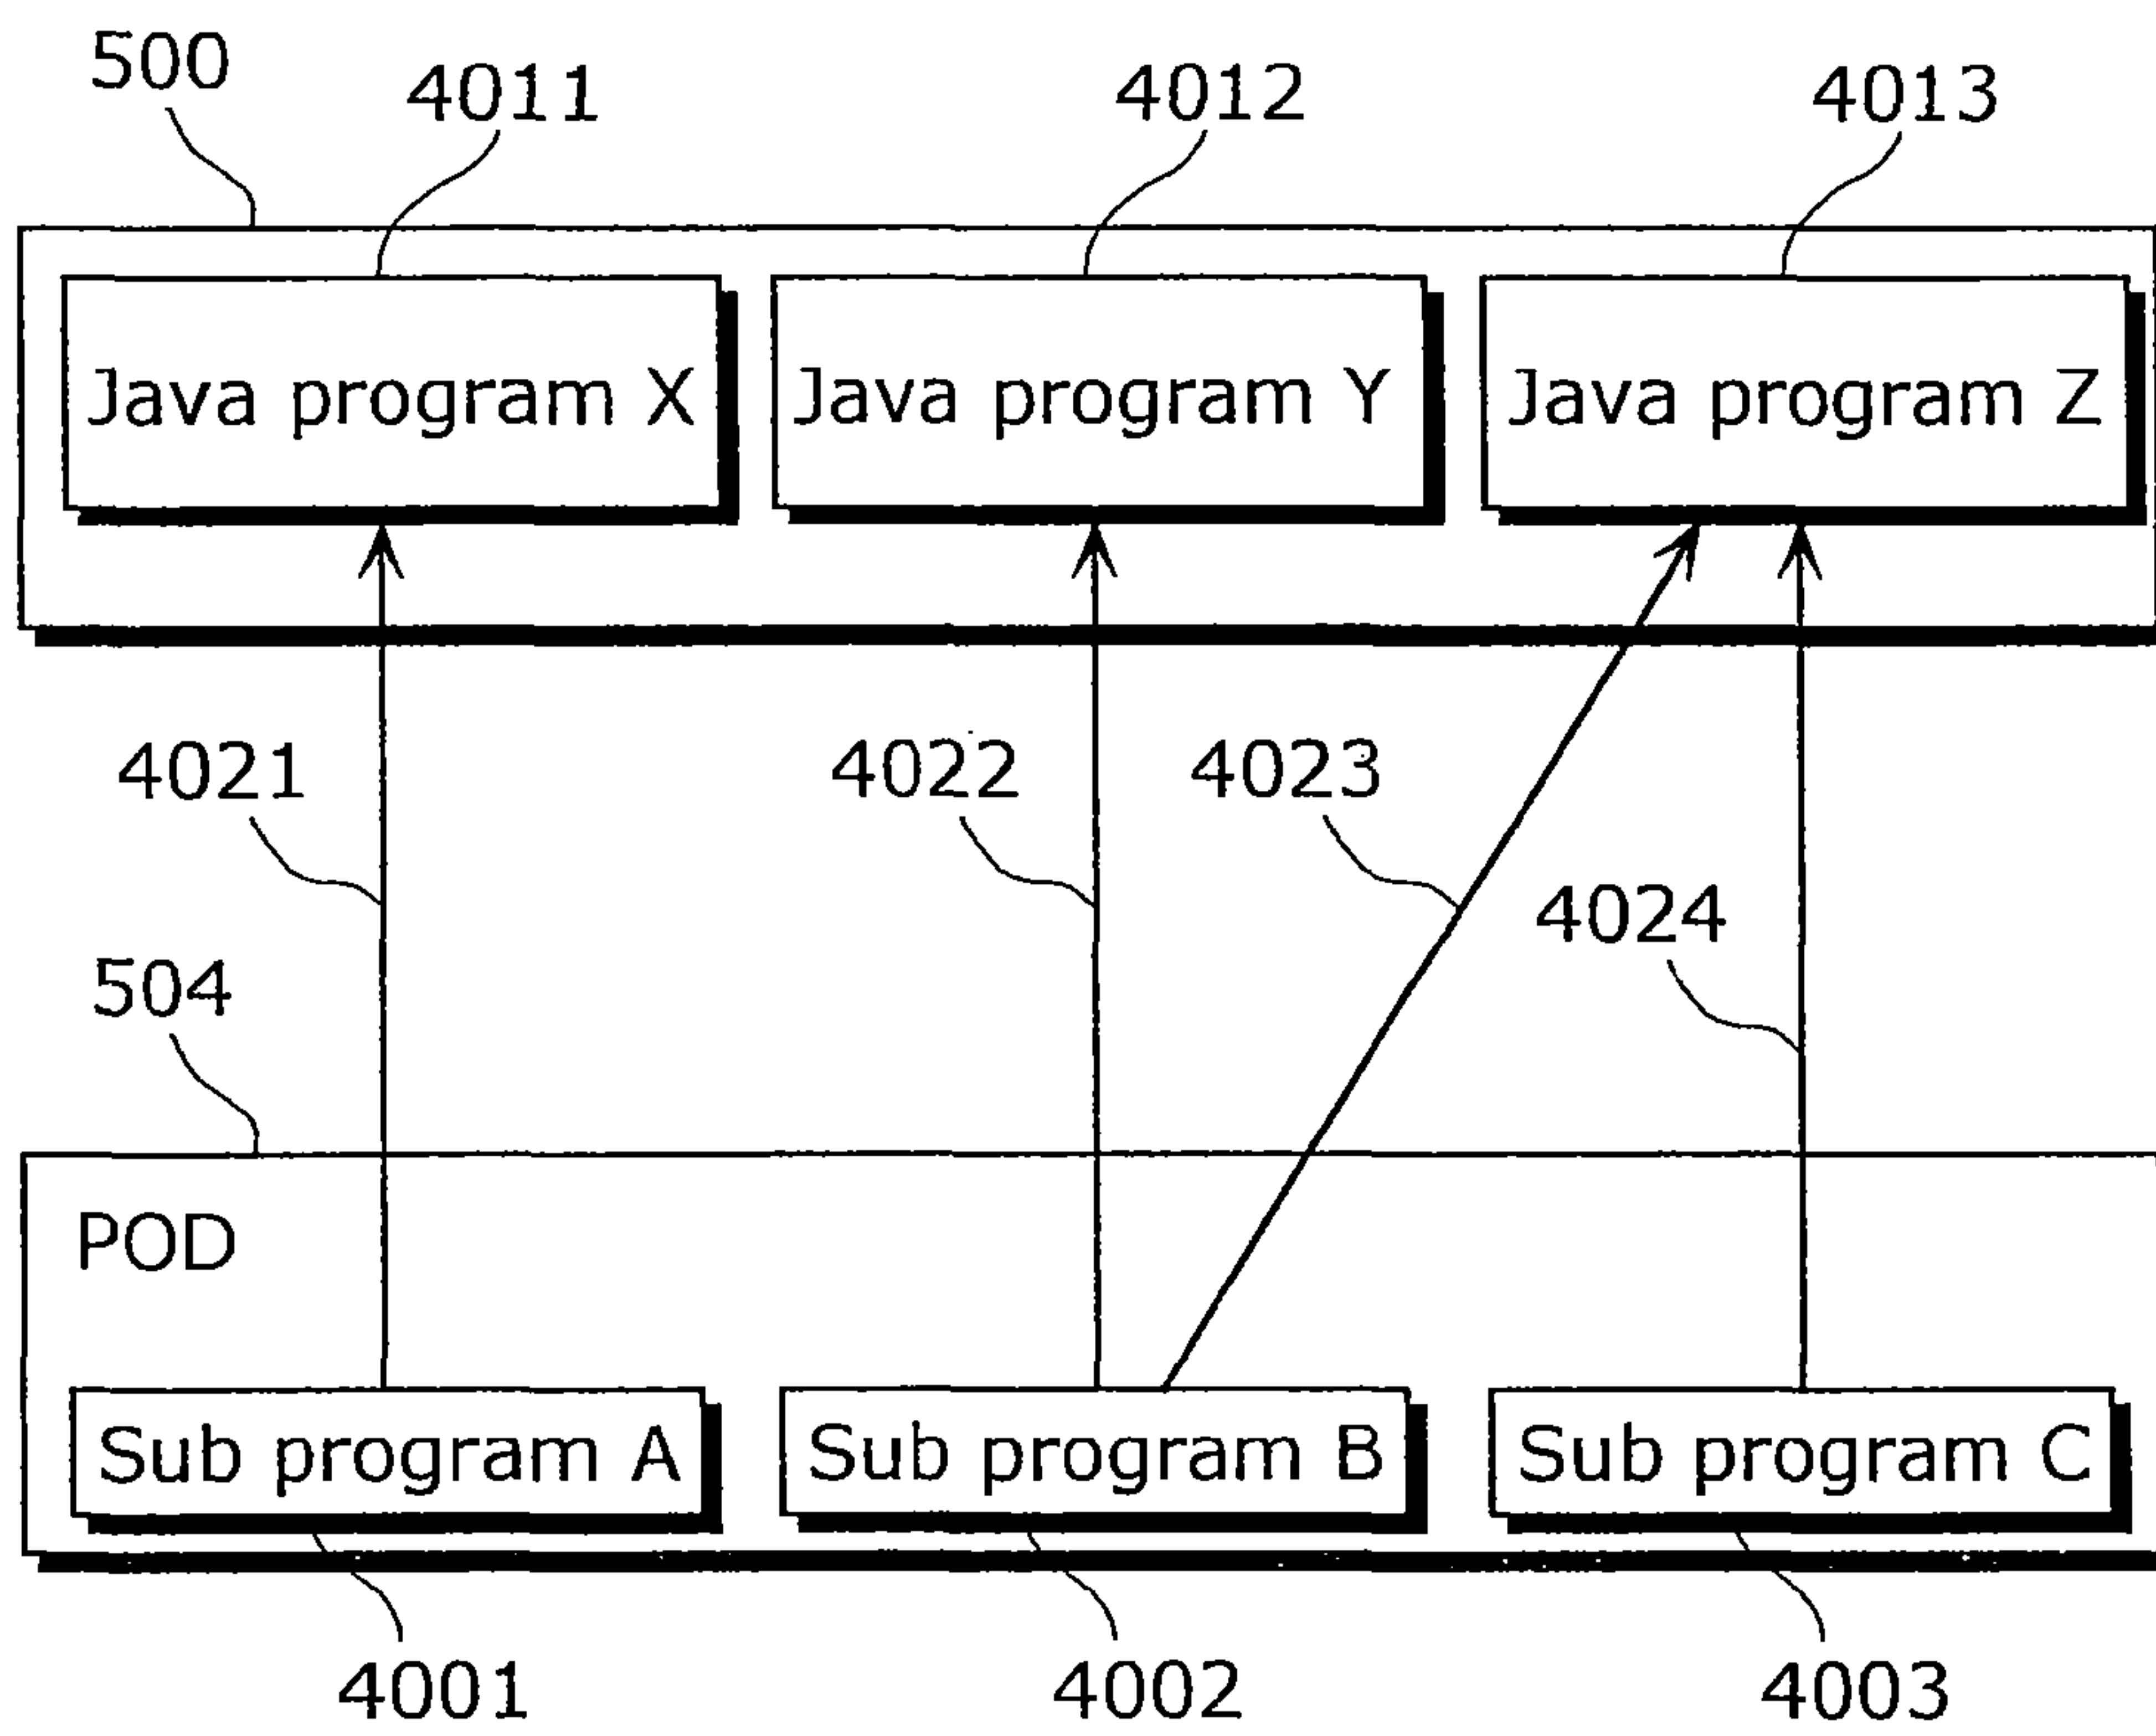 500
4011
4012
4013
Java program X
Java program Y
Java program Z
4021
4022
4023
4024
504
POD
Sub program A
Sub program B
Sub program C
4001
4002
4003